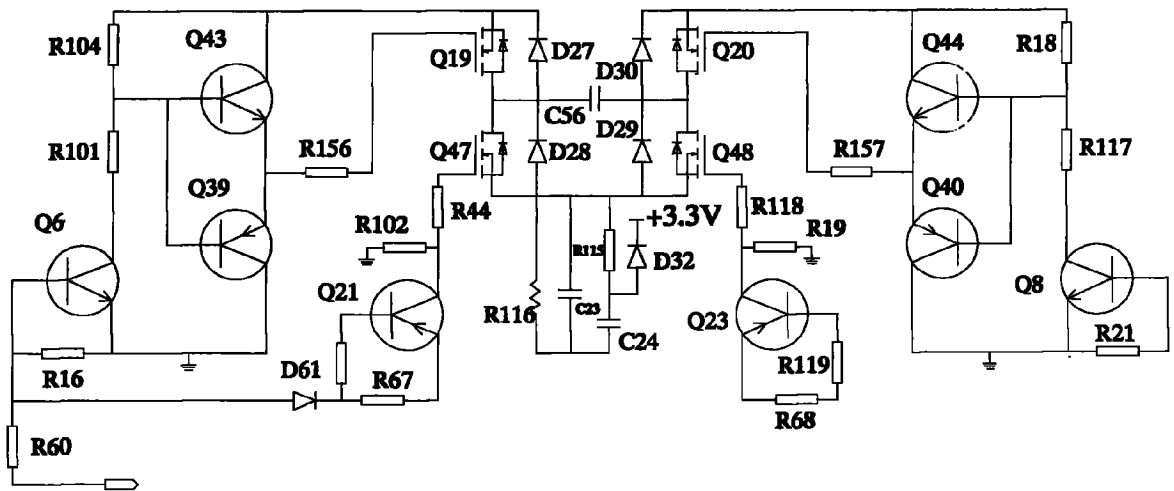 R104
Q43
Q19
D27
D30
Q20
Q44
R18
C56
R101
R156
Q47
D28
D29
Q48
R157
R117
Q39
Q40
Q6
R102
R44
+3.3V
R118
R19
R115
D32
Q21
R116
C23
C24
Q23
Q8
R16
D61
R67
R119
R21
R68
R60